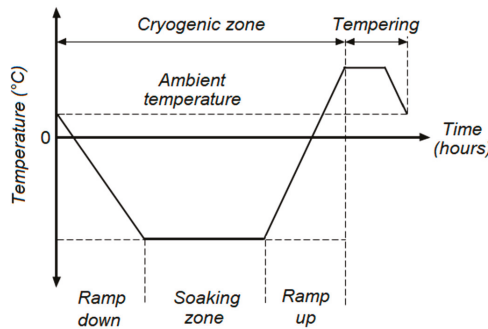 Cryogenic zone
Tempering
Ambient
temperature
Temperature (°C)
0
Time
(hours)
Ramp
down
Soaking
zone
Ramp
up